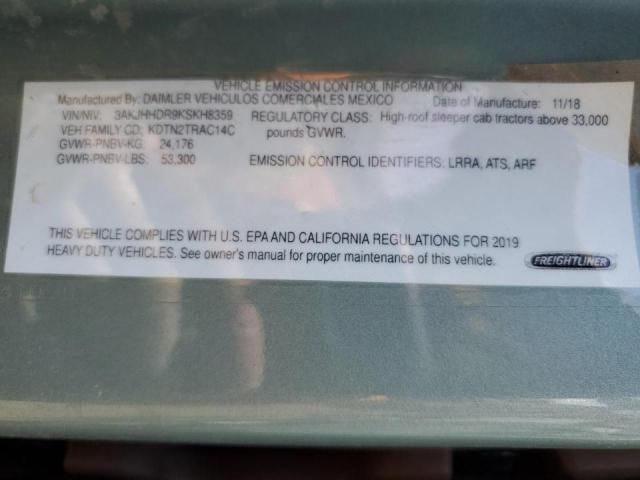 VEHICLE EMISSION CONTROL INFORMATION
Manufactured By: DAIMLER VEHICULOS COMERCIALES MEXICO Date of Manufacture: 11/18
VIN/NIV: 3AKJHHDR9KSKH8359 REGULATORY CLASS: High-roof sleeper cab tractors above 33,000
VEH FAMILY CD: KDTN2TRAC14C pounds GVWR.
GVWR-PNBV-KG: 24,176
GVWR-PNBV-LBS: 53,300 EMISSION CONTROL IDENTIFIERS: LRRA, ATS, ARF
THIS VEHICLE COMPLIES WITH U.S. EPA AND CALIFORNIA REGULATIONS FOR 2019
HEAVY DUTY VEHICLES. See owner's manual for proper maintenance of this vehicle.
FREIGHTLINER